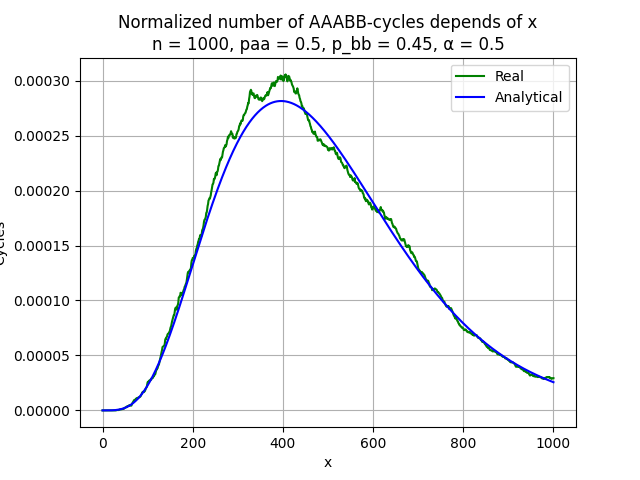 Normalized number of AAABB-cycles depends of x
n = 1000, paa = 0.5, p_bb = 0.45, α = 0.5
Real
Analytical
0.00030
0.00025
0.00020
0.00015
0.00010
0.00005
0.00000
0 200 400 600 800 1000
x